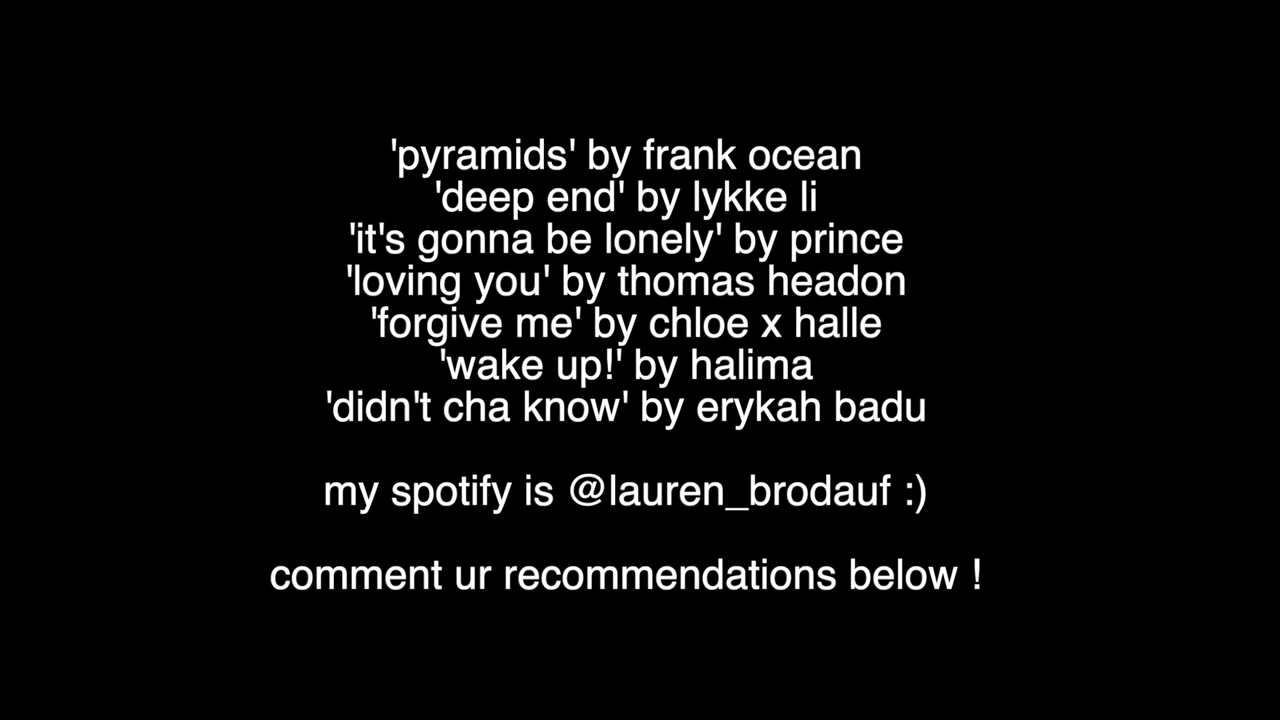 'pyramids' by frank ocean
'deep end' by lykke li
'it's gonna be lonely' by prince
'loving you' by thomas headon
'forgive me' by chloe x halle
'wake up!' by halima
'didn't cha know' by erykah badu
my spotify is @lauren_brodauf :)
comment ur recommendations below !